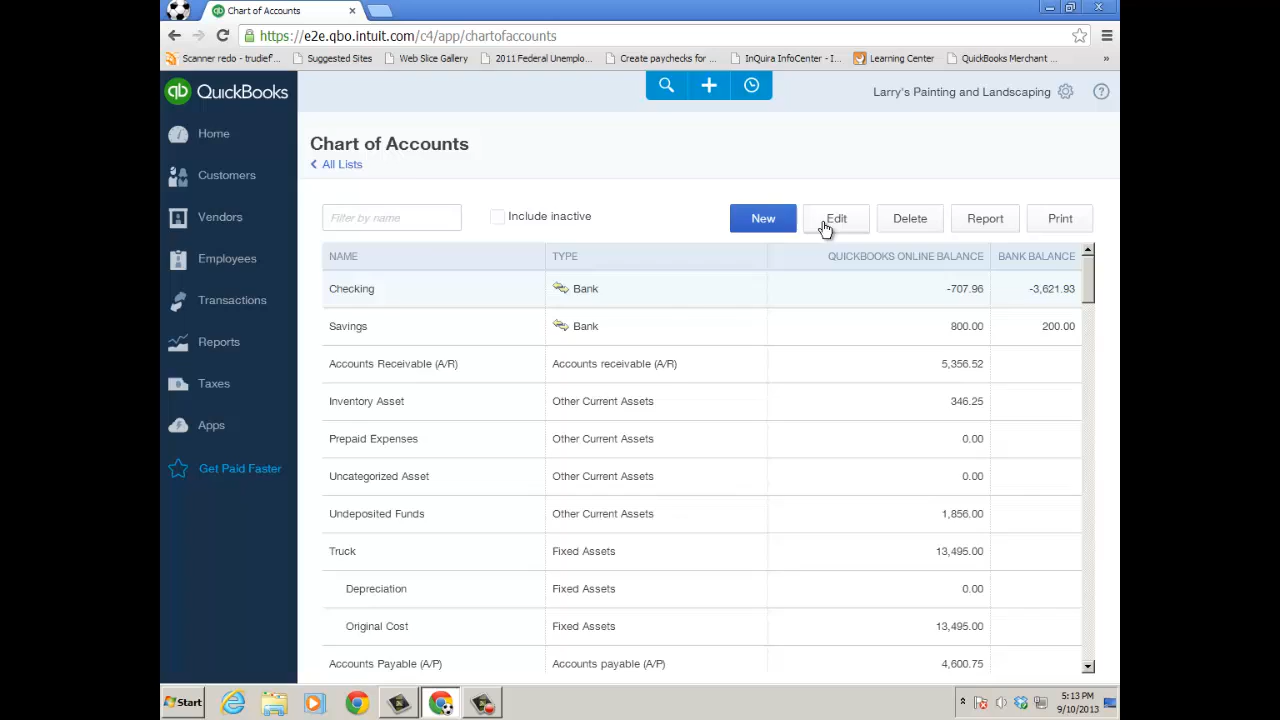 Chart of Accounts
https://e2e.qbo.intuit.com/c4/app/chartofaccounts
Scanner redo - trudief... Suggested Sites Web Slice Gallery 2011 Federal Unemplo... Create paychecks for ... InQuira InfoCenter - I... Learning Center QuickBooks Merchant ... »
qb QuickBooks
Larry's Painting and Landscaping ?
Home
Customers
Vendors
Employees
Transactions
Reports
Taxes
Apps
Get Paid Faster
Chart of Accounts
All Lists
Filter by name Include inactive New Edit Delete Report Print
NAME TYPE QUICKBOOKS ONLINE BALANCE BANK BALANCE
Checking Bank -707.96 -3,621.93
Savings Bank 800.00 200.00
Accounts Receivable (A/R) Accounts receivable (A/R) 5,356.52
Inventory Asset Other Current Assets 346.25
Prepaid Expenses Other Current Assets 0.00
Uncategorized Asset Other Current Assets 0.00
Undeposited Funds Other Current Assets 1,856.00
Truck Fixed Assets 13,495.00
Depreciation Fixed Assets 0.00
Original Cost Fixed Assets 13,495.00
Accounts Payable (A/P) Accounts payable (A/P) 4,600.75
Start
5:13 PM
9/10/2013